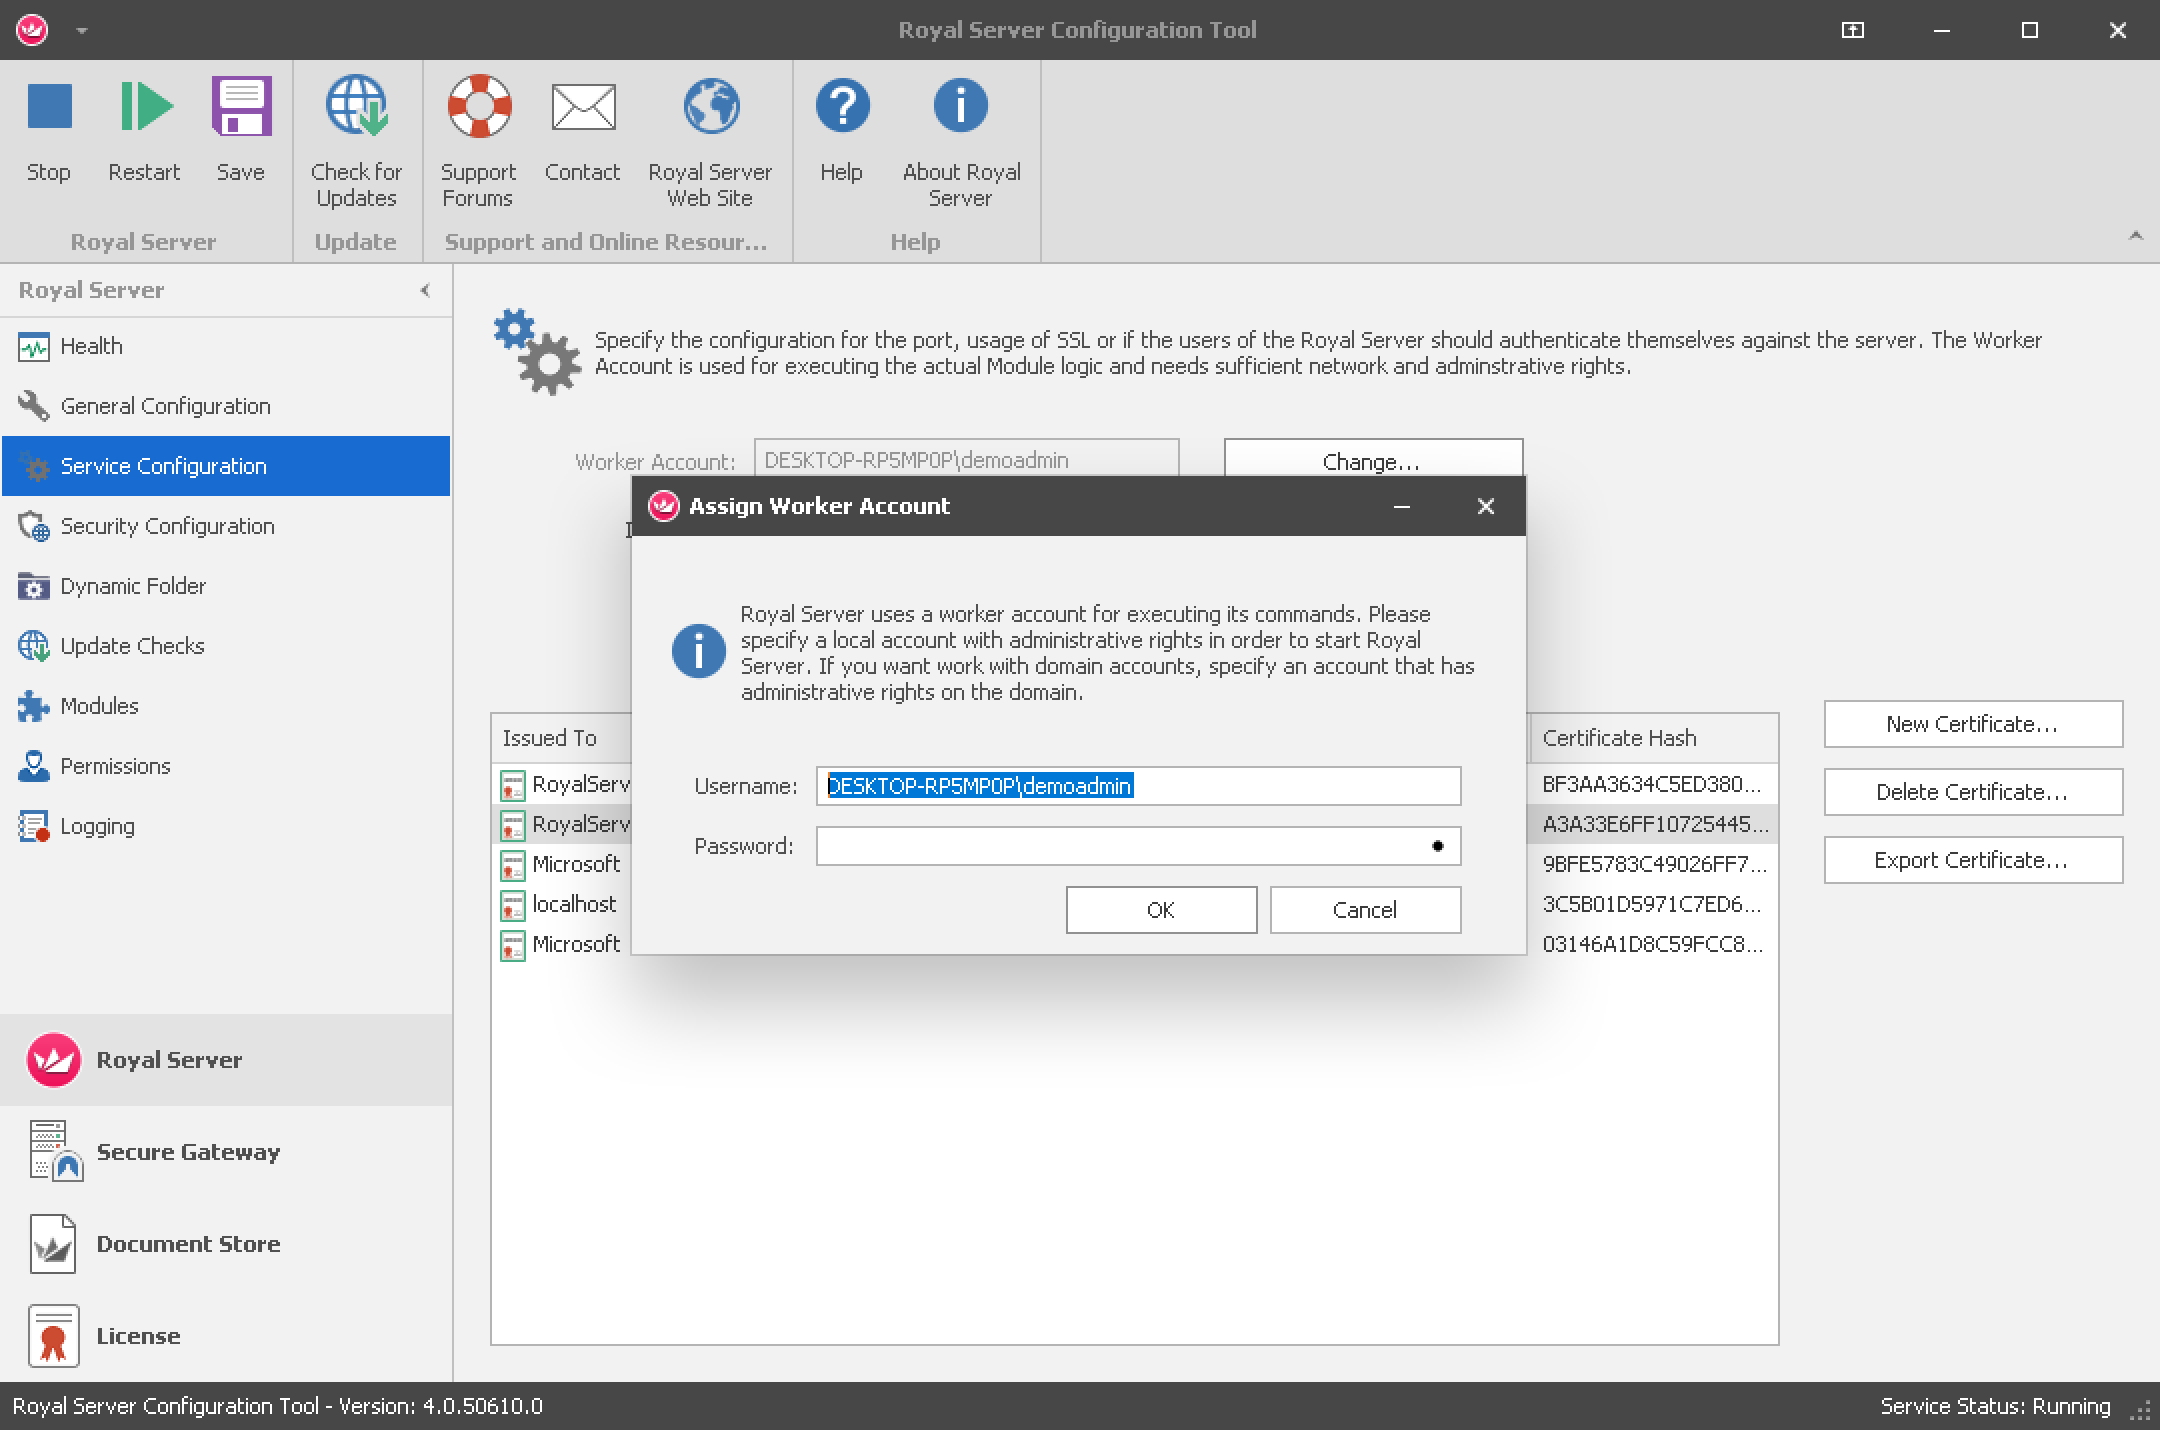 Royal Server Configuration Tool
Stop
Restart
Save
Check for
Updates
Support
Forums
Contact
Royal Server
Web Site
Help
About Royal
Server
Royal Server
Update
Support and Online Resour...
Help
Royal Server
Health
General Configuration
Service Configuration
Security Configuration
Dynamic Folder
Update Checks
Modules
Permissions
Logging
Royal Server
Secure Gateway
Document Store
License
Specify the configuration for the port, usage of SSL or if the users of the Royal Server should authenticate themselves against the server. The Worker
Account is used for executing the actual Module logic and needs sufficient network and adminstrative rights.
Worker Account: DESKTOP-RP5MP0P\demoadmin Change...
Assign Worker Account
Royal Server uses a worker account for executing its commands. Please
specify a local account with administrative rights in order to start Royal
Server. If you want work with domain accounts, specify an account that has
administrative rights on the domain.
Username: DESKTOP-RP5MP0P\demoadmin
Password:
OK Cancel
Issued To Certificate Hash
RoyalServ BF3AA3634C5ED380...
RoyalServ A3A33E6FF10725445...
Microsoft 9BFE5783C49026FF7...
localhost 3C5B01D5971C7ED6...
Microsoft 03146A1D8C59FCC8...
New Certificate...
Delete Certificate...
Export Certificate...
Royal Server Configuration Tool - Version: 4.0.50610.0 Service Status: Running